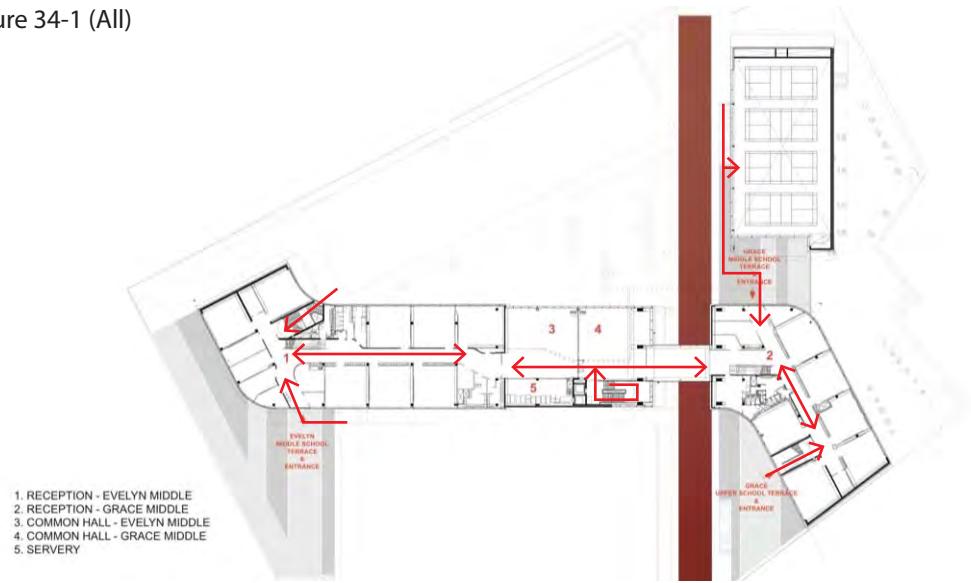 ure 34-1 (All)
GRACE
MIDDLE SCHOOL
TERRACE
ENTRANCE
3
4
1
2
5
EVELYN
MIDDLE SCHOOL
TERRACE
&
ENTRANCE
GRACE
UPPER SCHOOL TERRACE
&
ENTRANCE
1. RECEPTION - EVELYN MIDDLE
2. RECEPTION - GRACE MIDDLE
3. COMMON HALL - EVELYN MIDDLE
4. COMMON HALL - GRACE MIDDLE
5. SERVERY